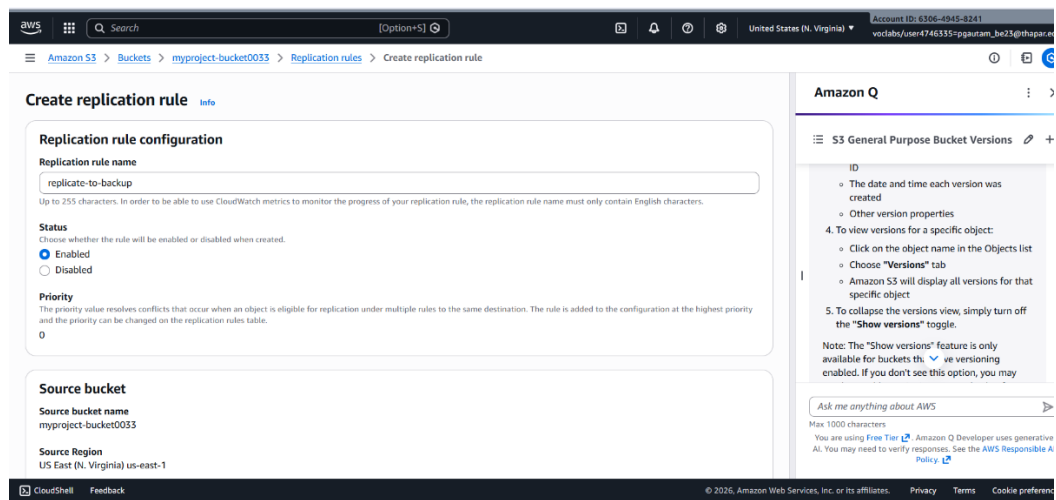 aws
Search [Option+S]
United States (N. Virginia) ▼
Account ID: 6306-4945-8241
voclabs/user4746335=pgautam_be23@thapar.ed
Amazon S3 > Buckets > myproject-bucket0033 > Replication rules > Create replication rule
Create replication rule Info
Replication rule configuration
Replication rule name
replicate-to-backup
Up to 255 characters. In order to be able to use CloudWatch metrics to monitor the progress of your replication rule, the replication rule name must only contain English characters.
Status
Choose whether the rule will be enabled or disabled when created.
Enabled
Disabled
Priority
The priority value resolves conflicts that occur when an object is eligible for replication under multiple rules to the same destination. The rule is added to the configuration at the highest priority
and the priority can be changed on the replication rules table.
0
Source bucket
Source bucket name
myproject-bucket0033
Source Region
US East (N. Virginia) us-east-1
Amazon Q
S3 General Purpose Bucket Versions
ID
The date and time each version was
created
Other version properties
4. To view versions for a specific object:
Click on the object name in the Objects list
Choose "Versions" tab
Amazon S3 will display all versions for that
specific object
5. To collapse the versions view, simply turn off
the "Show versions" toggle.
Note: The "Show versions" feature is only
available for buckets ve versioning
enabled. If you don't see this option, you may
Ask me anything about AWS
Max 1000 characters
You are using Free Tier. Amazon Q Developer uses generative
AI. You may need to verify responses. See the AWS Responsible AI
Policy.
CloudShell Feedback
© 2026, Amazon Web Services, Inc. or its affiliates. Privacy Terms Cookie preferenc